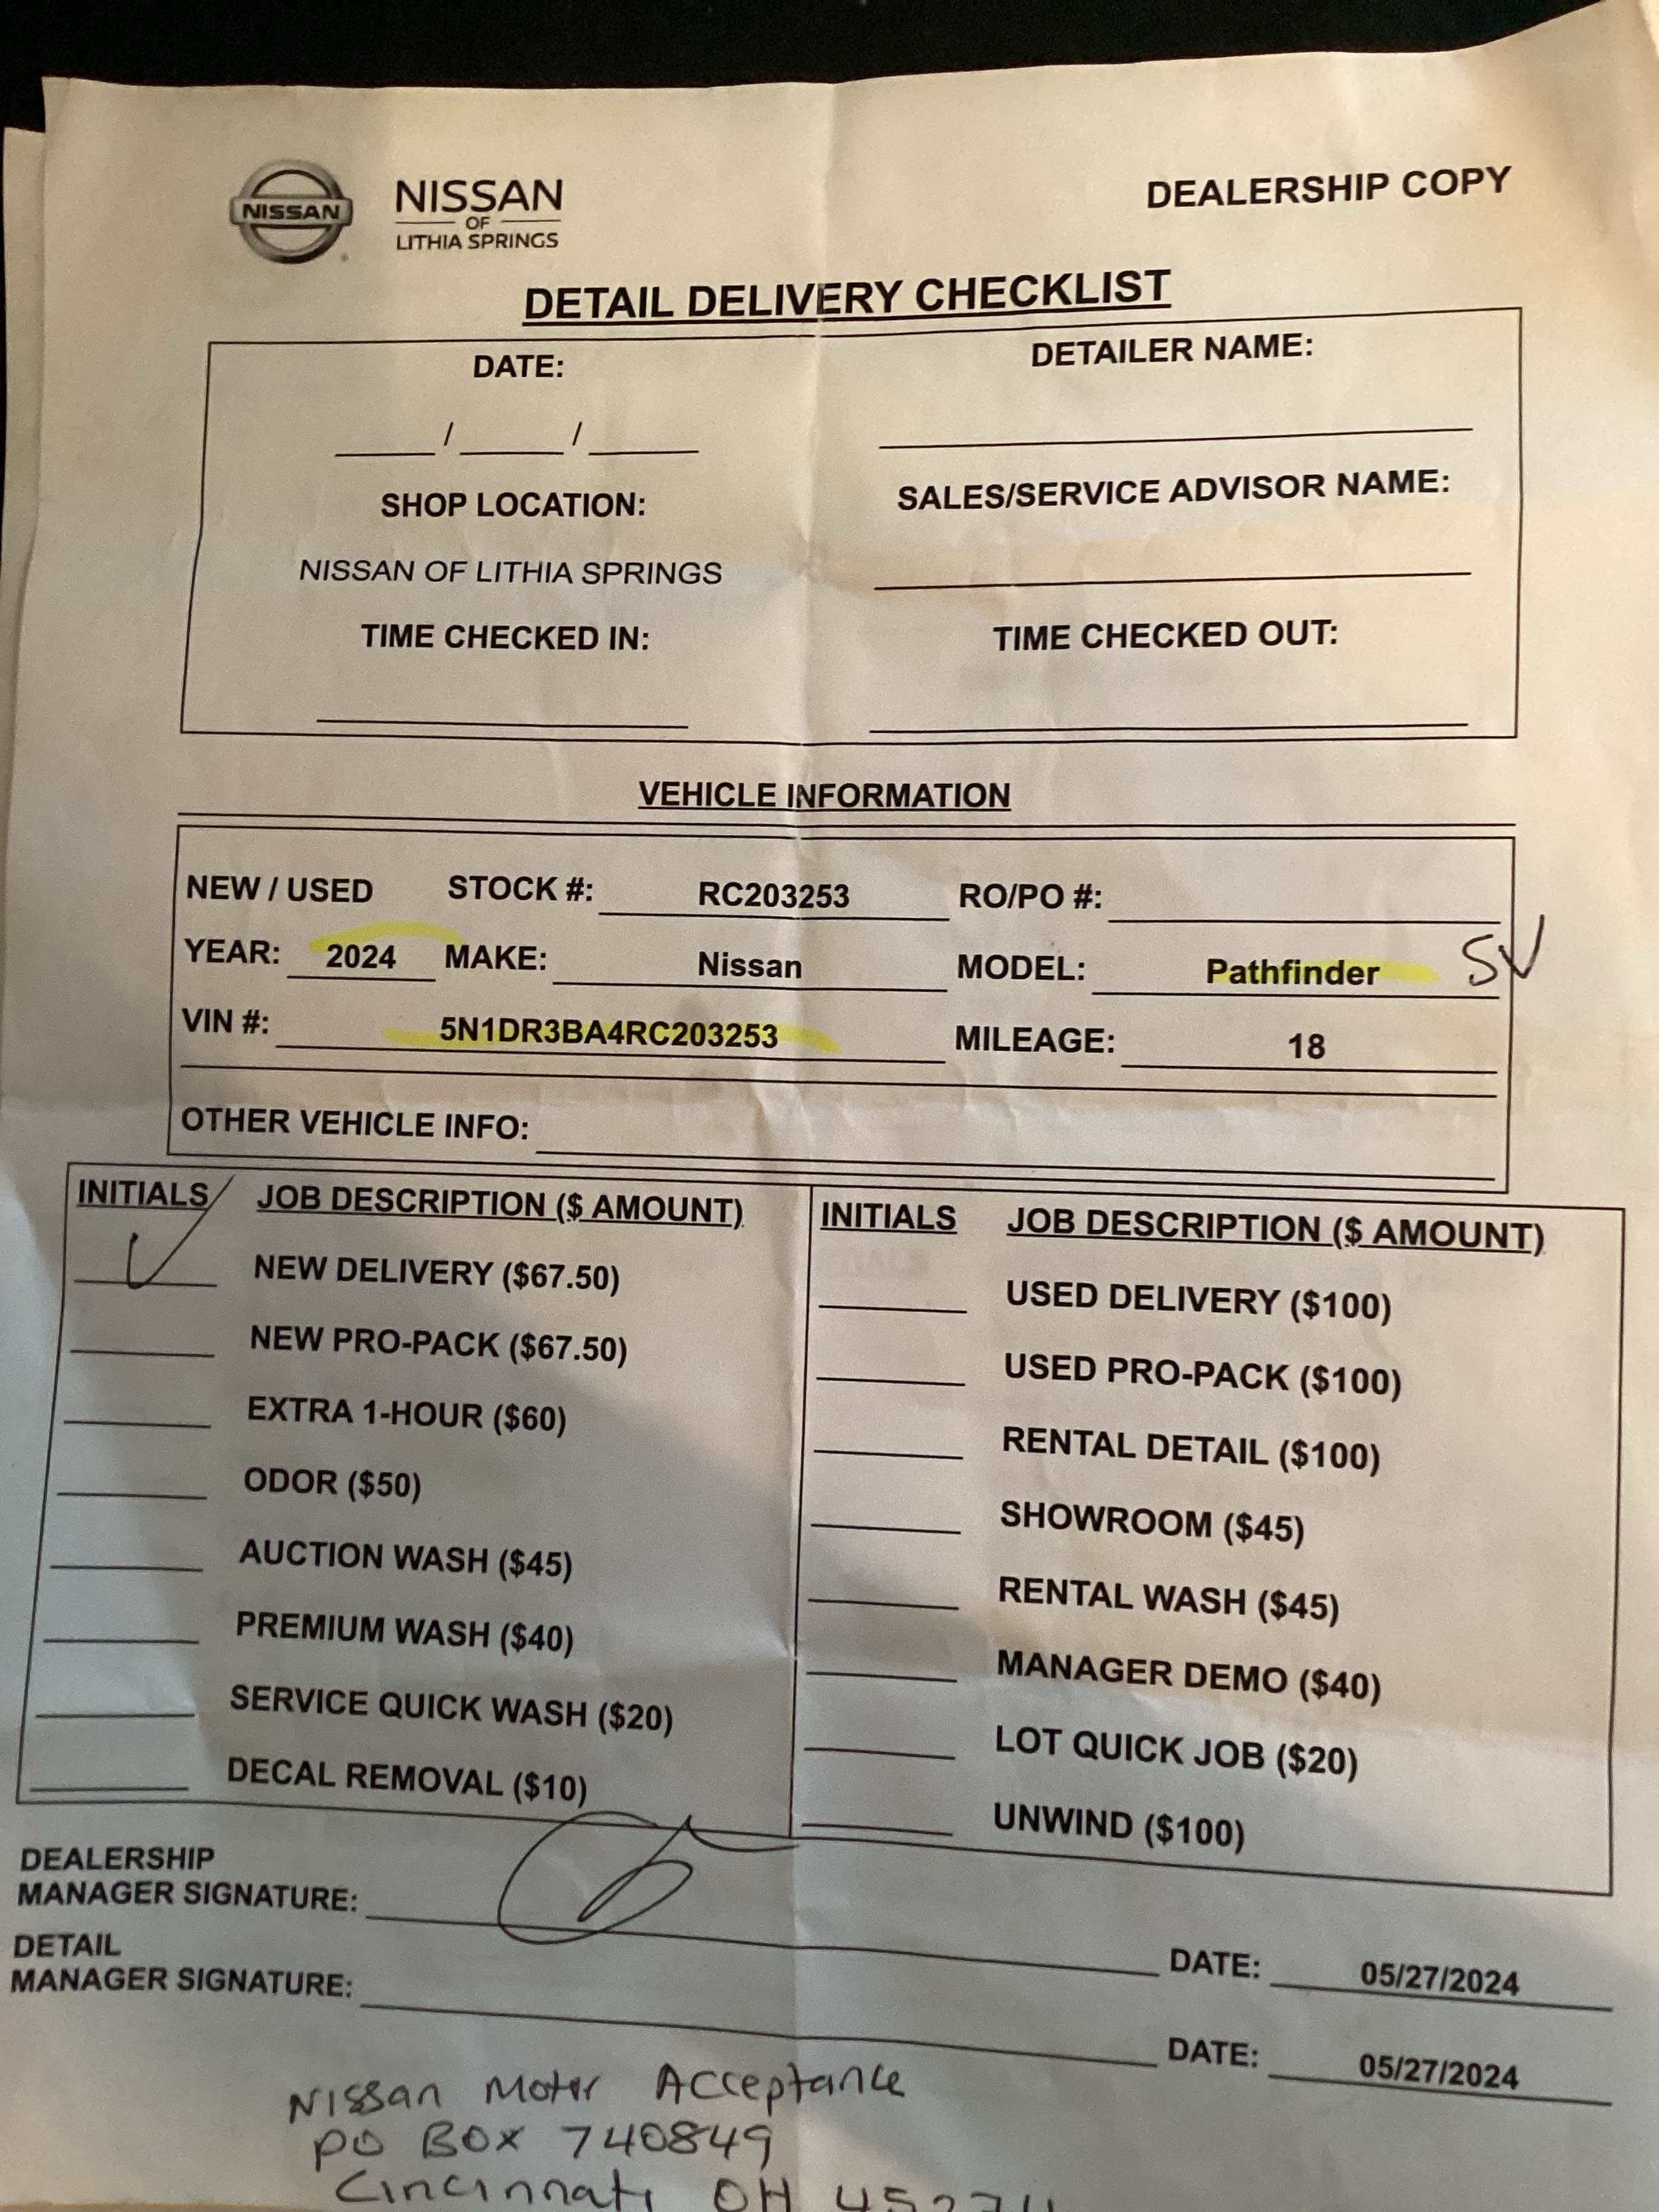 DEALERSHIP COPY
NISSAN
NISSAN
OF
LITHIA SPRINGS
DETAIL DELIVERY CHECKLIST
DATE: DETAILER NAME:
____/____/____
SHOP LOCATION: SALES/SERVICE ADVISOR NAME:
NISSAN OF LITHIA SPRINGS
TIME CHECKED IN: TIME CHECKED OUT:
VEHICLE INFORMATION
NEW / USED STOCK #: RC203253 RO/PO #:
YEAR: 2024 MAKE: Nissan MODEL: Pathfinder SV
VIN #: 5N1DR3BA4RC203253 MILEAGE: 18
OTHER VEHICLE INFO:
INITIALS JOB DESCRIPTION ($ AMOUNT) INITIALS JOB DESCRIPTION ($ AMOUNT)
NEW DELIVERY ($67.50) USED DELIVERY ($100)
NEW PRO-PACK ($67.50) USED PRO-PACK ($100)
EXTRA 1-HOUR ($60) RENTAL DETAIL ($100)
ODOR ($50) SHOWROOM ($45)
AUCTION WASH ($45) RENTAL WASH ($45)
PREMIUM WASH ($40) MANAGER DEMO ($40)
SERVICE QUICK WASH ($20) LOT QUICK JOB ($20)
DECAL REMOVAL ($10) UNWIND ($100)
DEALERSHIP
MANAGER SIGNATURE: DATE: 05/27/2024
DETAIL
MANAGER SIGNATURE: DATE: 05/27/2024
Nissan Motor Acceptance
PO BOX 740849
Cincinnati OH